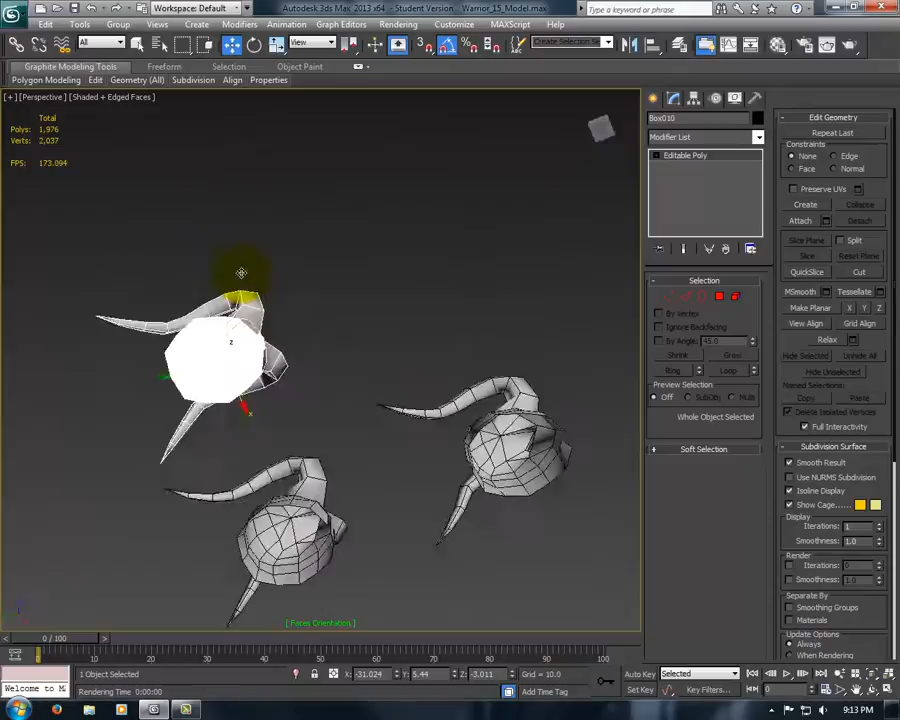 Workspace: Default
Autodesk 3ds Max 2013 x64 - Student Version Warrior_15_Model.max
Type a keyword or phrase
Edit Tools Group Views Create Modifiers Animation Graph Editors Rendering Customize MAXScript Help
All View Create Selection Se
Graphite Modeling Tools Freeform Selection Object Paint
Polygon Modeling Edit Geometry (All) Subdivision Align Properties
[+] [Perspective] [Shaded + Edged Faces]
Total
Polys: 1,976
Verts: 2,037
FPS: 173.094
z
x
[ Faces Orientation ]
Box010
Modifier List
Editable Poly
Selection
By Vertex
Ignore Backfacing
By Angle: 45.0
Shrink Grow
Ring Loop
Preview Selection
Off SubObj Multi
Whole Object Selected
Soft Selection
Edit Geometry
Repeat Last
Constraints
None Edge
Face Normal
Preserve UVs
Create Collapse
Attach Detach
Slice Plane Split
Slice Reset Plane
QuickSlice Cut
MSmooth Tessellate
Make Planar X Y Z
View Align Grid Align
Relax
Hide Selected Unhide All
Hide Unselected
Named Selections:
Copy Paste
Delete Isolated Vertices
Full Interactivity
Subdivision Surface
Smooth Result
Use NURMS Subdivision
Isoline Display
Show Cage......
Display
Iterations: 1
Smoothness: 1.0
Render
Iterations: 0
Smoothness: 1.0
Separate By
Smoothing Groups
Materials
Update Options
Always
When Rendering
0 / 100
0 10 20 30 40 50 60 70 80 90 100
1 Object Selected X: -31.024 Y: 5.44 Z: -3.011 Grid = 10.0 Auto Key Selected
Welcome to M
Rendering Time 0:00:00 Add Time Tag Set Key Key Filters... 0
9:13 PM